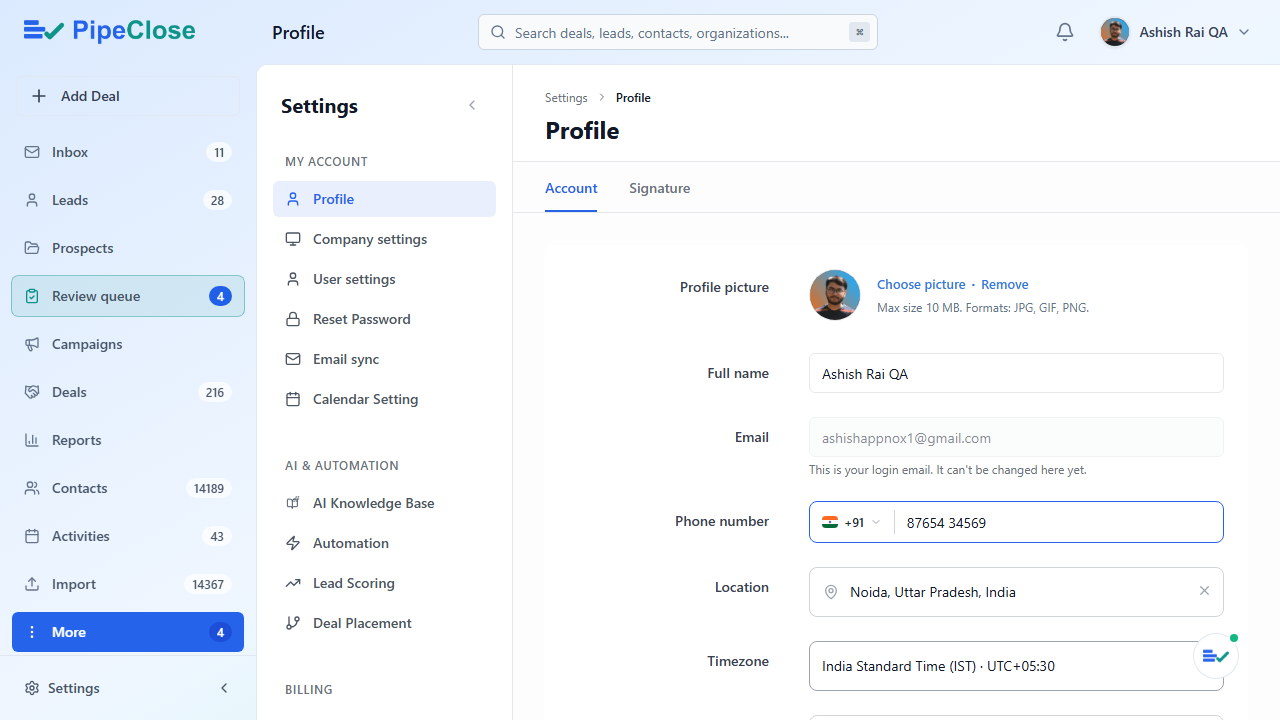 PipeClose
Profile
Search deals, leads, contacts, organizations...
⌘
Ashish Rai QA
Add Deal
Inbox 11
Leads 28
Prospects
Review queue 4
Campaigns
Deals 216
Reports
Contacts 14189
Activities 43
Import 14367
More 4
Settings
Settings
MY ACCOUNT
Profile
Company settings
User settings
Reset Password
Email sync
Calendar Setting
AI & AUTOMATION
AI Knowledge Base
Automation
Lead Scoring
Deal Placement
BILLING
Settings > Profile
Profile
Account Signature
Profile picture
Choose picture · Remove
Max size 10 MB. Formats: JPG, GIF, PNG.
Full name Ashish Rai QA
Email ashishappnox1@gmail.com
This is your login email. It can't be changed here yet.
Phone number +91 87654 34569
Location Noida, Uttar Pradesh, India
Timezone India Standard Time (IST) · UTC+05:30